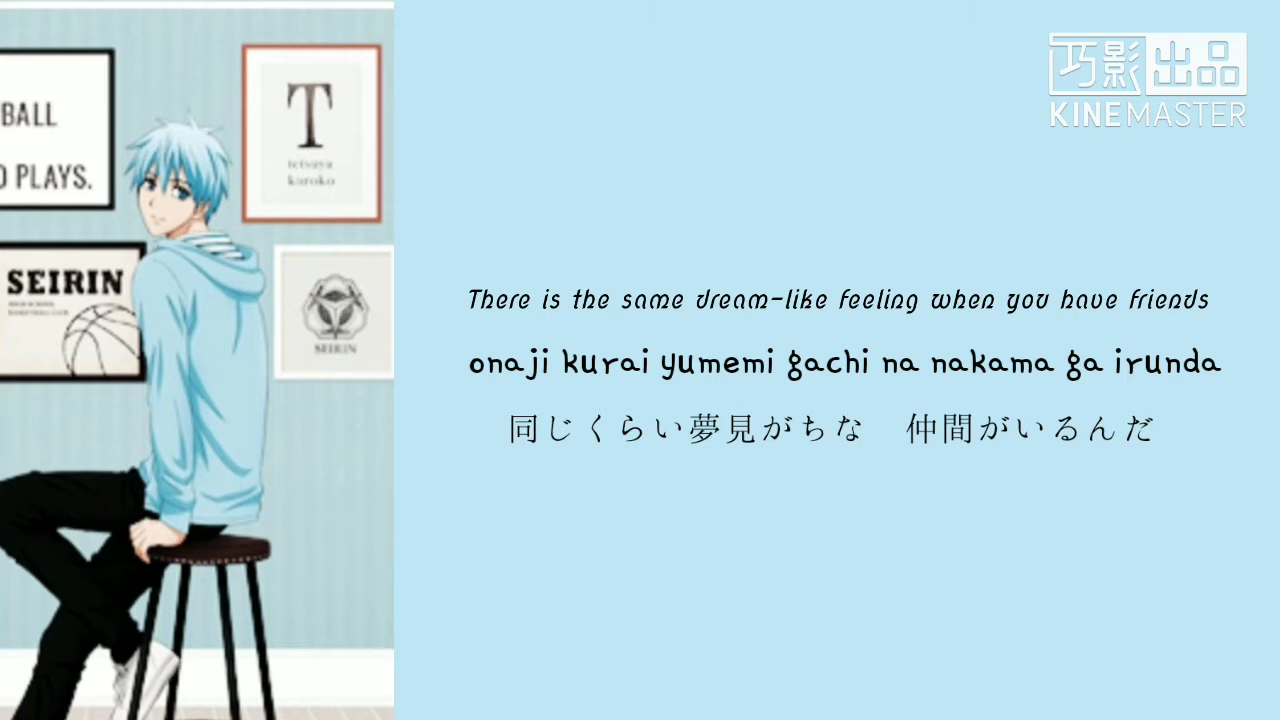 BALL
O PLAYS.
T
tetsuya
kuroko
SEIRIN
SEIRIN
巧影出品
KINEMASTER
There is the same dream-like feeling when you have friends
onaji kurai yumemi gachi na nakama ga irunda
同じくらい夢見がちな　仲間がいるんだ